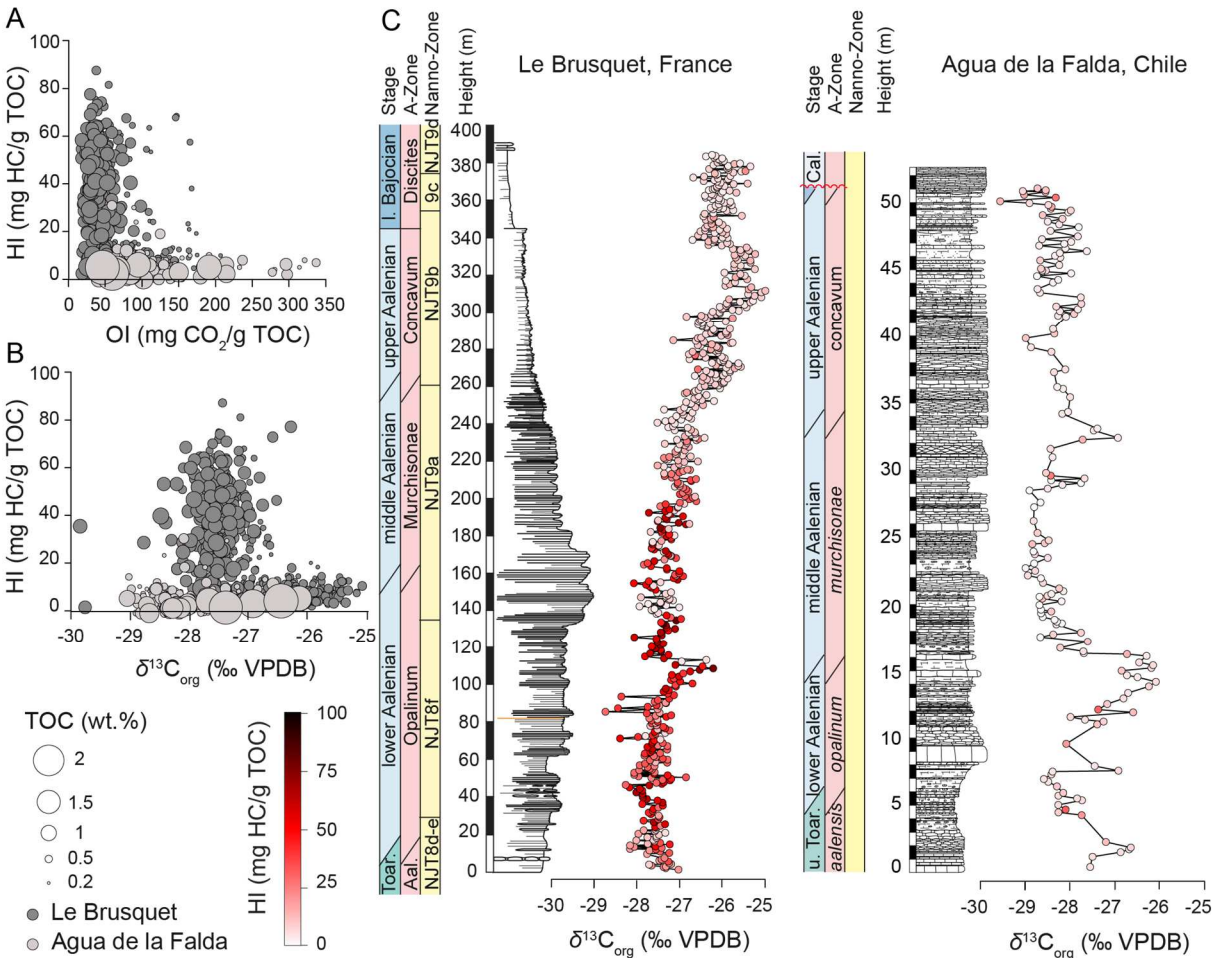 A
HI (mg HC/g TOC)
100
80
60
40
20
0
0 50 100 150 200 250 300 350
OI (mg CO2/g TOC)
B
HI (mg HC/g TOC)
100
80
60
40
20
0
-30 -29 -28 -27 -26 -25
δ13Corg (‰ VPDB)
TOC (wt.%)
2
1.5
1
0.5
0.2
Le Brusquet
Agua de la Falda
HI (mg HC/g TOC)
100
75
50
25
0
C
Le Brusquet, France
Stage
A-Zone
Nanno-Zone
Height (m)
l. Bajocian
upper Aalenian
middle Aalenian
lower Aalenian
Toar.
Discites
Concavum
Murchisonae
Opalinum
Aal.
NJT9d
9c
NJT9b
NJT9a
NJT8f
NJT8d-e
400
380
360
340
320
300
280
260
240
220
200
180
160
140
120
100
80
60
40
20
0
-30 -29 -28 -27 -26 -25
δ13Corg (‰ VPDB)
Agua de la Falda, Chile
Stage
A-Zone
Nanno-Zone
Height (m)
Cal.
upper Aalenian
middle Aalenian
lower Aalenian
u. Toar.
concavum
murchisonae
opalinum
aalensis
50
45
40
35
30
25
20
15
10
5
0
-30 -29 -28 -27 -26 -25
δ13Corg (‰ VPDB)